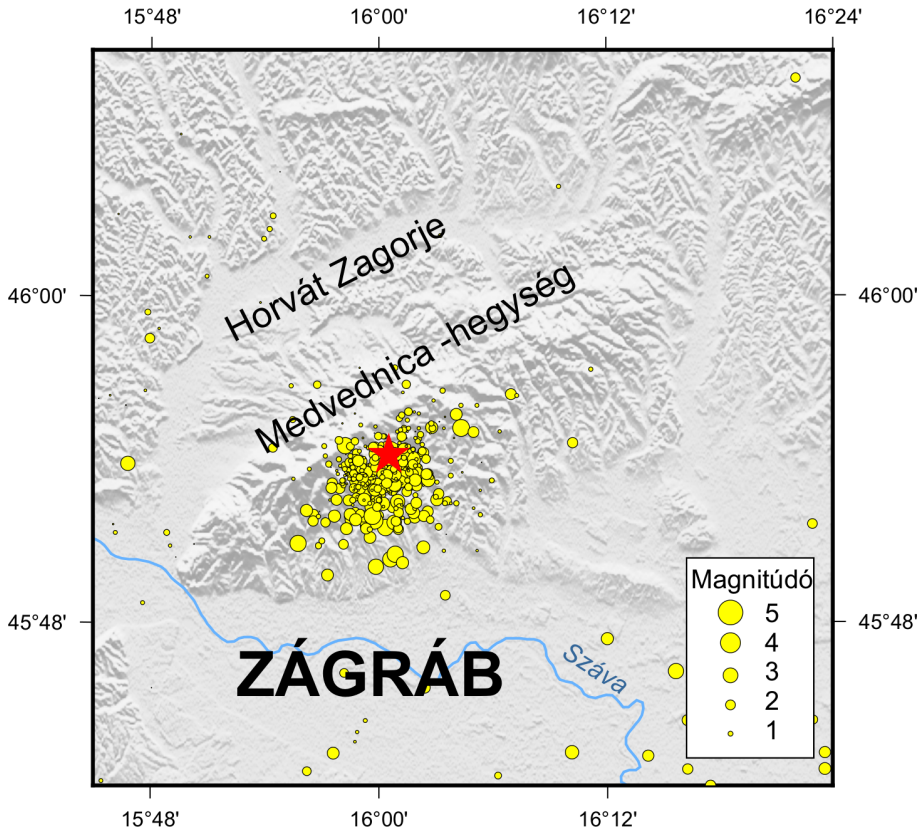 15°48' 16°00' 16°12' 16°24'
Horvát Zagorje
46°00' 46°00'
Medvednica -hegység
Magnitúdó
5
4
3
2
1
45°48' 45°48'
ZÁGRÁB
Száva
15°48' 16°00' 16°12'